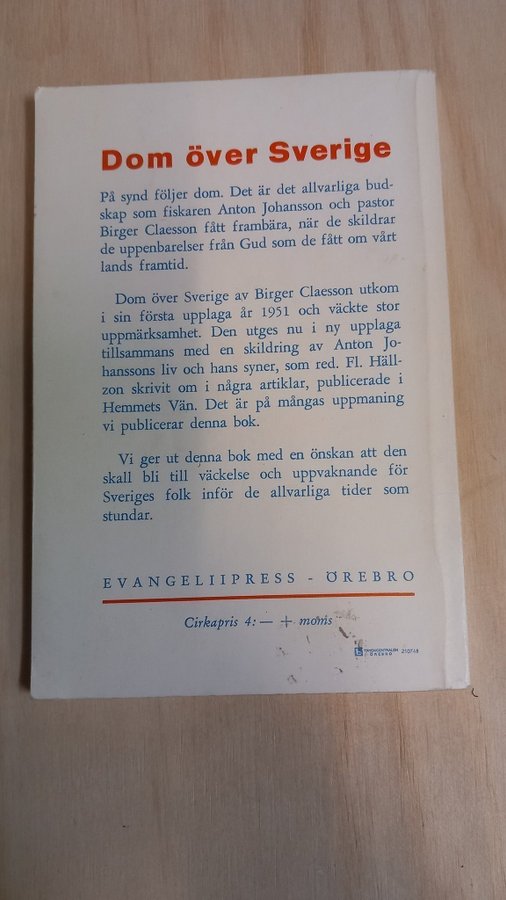 Dom över Sverige
På synd följer dom. Det är det allvarliga bud-
skap som fiskaren Anton Johansson och pastor
Birger Claesson fått frambära, när de skildrar
de uppenbarelser från Gud som de fått om vårt
lands framtid.
Dom över Sverige av Birger Claesson utkom
i sin första upplaga år 1951 och väckte stor
uppmärksamhet. Den utges nu i ny upplaga
tillsammans med en skildring av Anton Jo-
hanssons liv och hans syner, som red. Fl. Häll-
zon skrivit om i några artiklar, publicerade i
Hemmets Vän. Det är på mångas uppmaning
vi publicerar denna bok.
Vi ger ut denna bok med en önskan att den
skall bli till väckelse och uppvaknande för
Sveriges folk inför de allvarliga tider som
stundar.
EVANGELIIPRESS - ÖREBRO
Cirkapris 4: — + moms
ÖREBRO